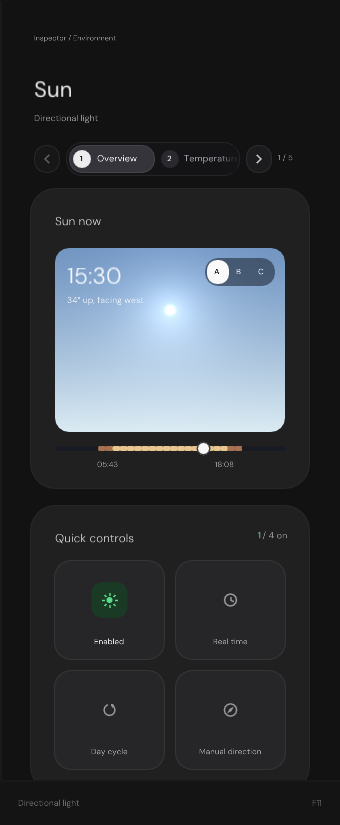 Inspector / Environment
Sun
Directional light
1 Overview 2 Temperatur 1 / 5
Sun now
15:30 A B C
34° up, facing west
05:43 18:08
Quick controls 1 / 4 on
Enabled Real time
Day cycle Manual direction
Directional light F11